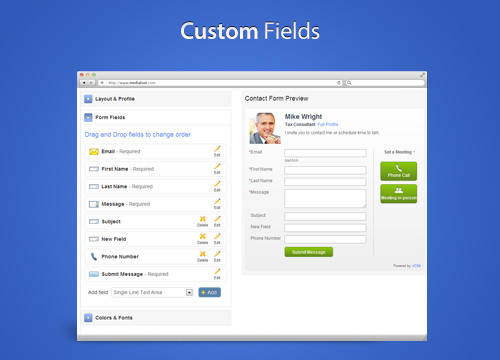 Custom Fields
http://www.medialoot.com
Layout & Profile
Form Fields
Drag and Drop fields to change order
Email - Required
Edit
First Name - Required
Edit
Last Name - Required
Edit
Message - Required
Edit
Subject
Delete Edit
New Field
Delete Edit
Phone Number
Delete Edit
Submit Message - Required
Edit
Add field Single Line Text Area + Add
Colors & Fonts
Contact Form Preview
Mike Wright
Tax Consultant Full Profile
I invite you to contact me or schedule time to talk.
*Email
*First Name
*Last Name
*Message
Subject
New Field
Phone Number
Submit Message
Set a Meeting
Phone Call
Meeting in person
Powered by vCita